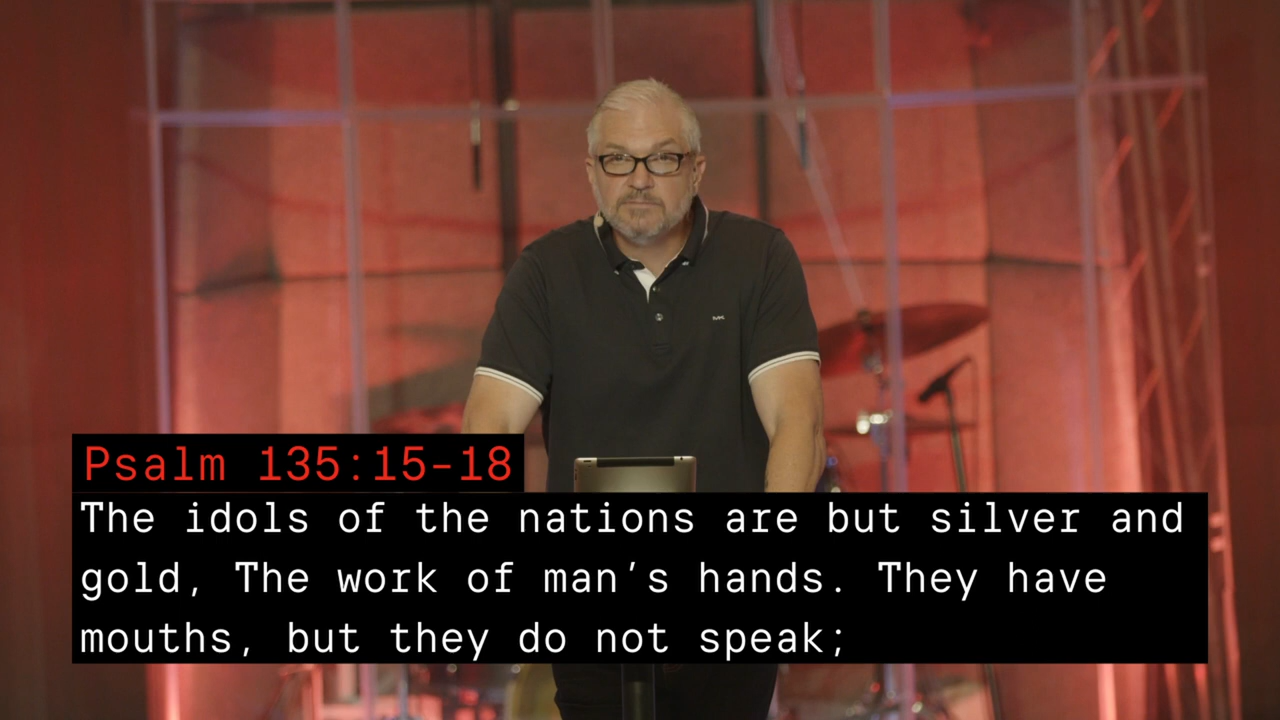 Psalm 135:15-18
The idols of the nations are but silver and
gold, The work of man's hands. They have
mouths, but they do not speak;